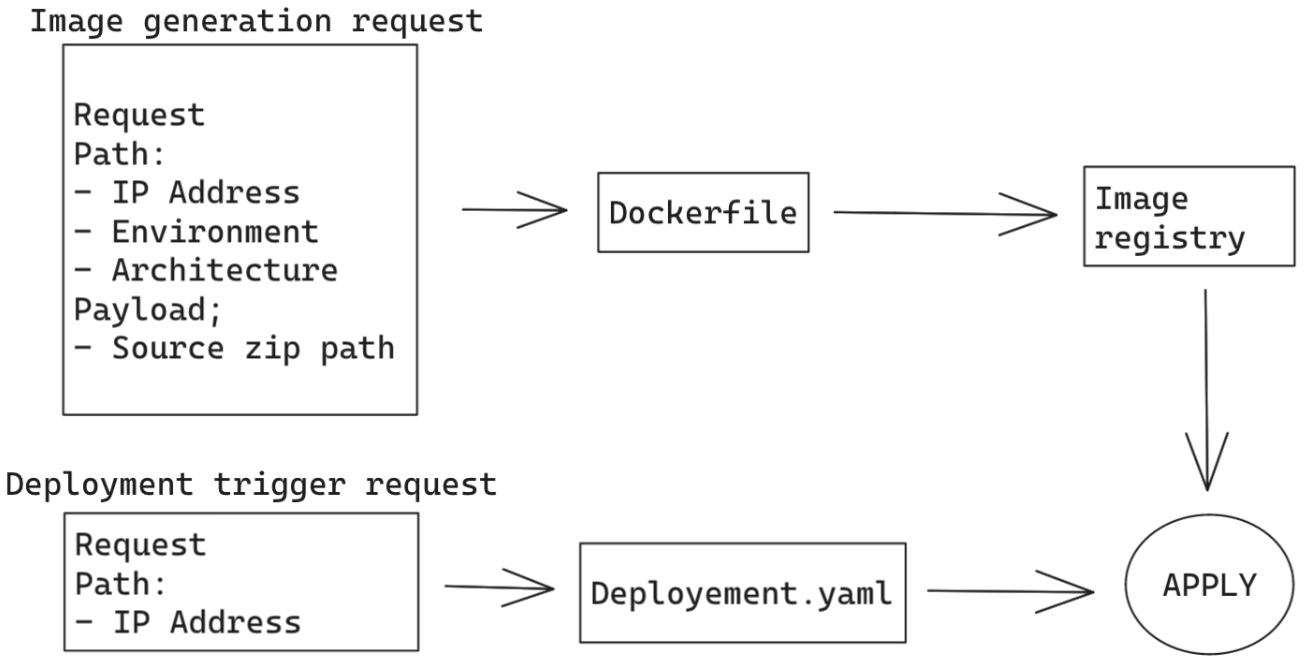 Image generation request
Request
Path:
- IP Address
- Environment
- Architecture
Payload;
- Source zip path
Dockerfile
Image
registry
Deployment trigger request
Request
Path:
- IP Address
Deployement.yaml
APPLY